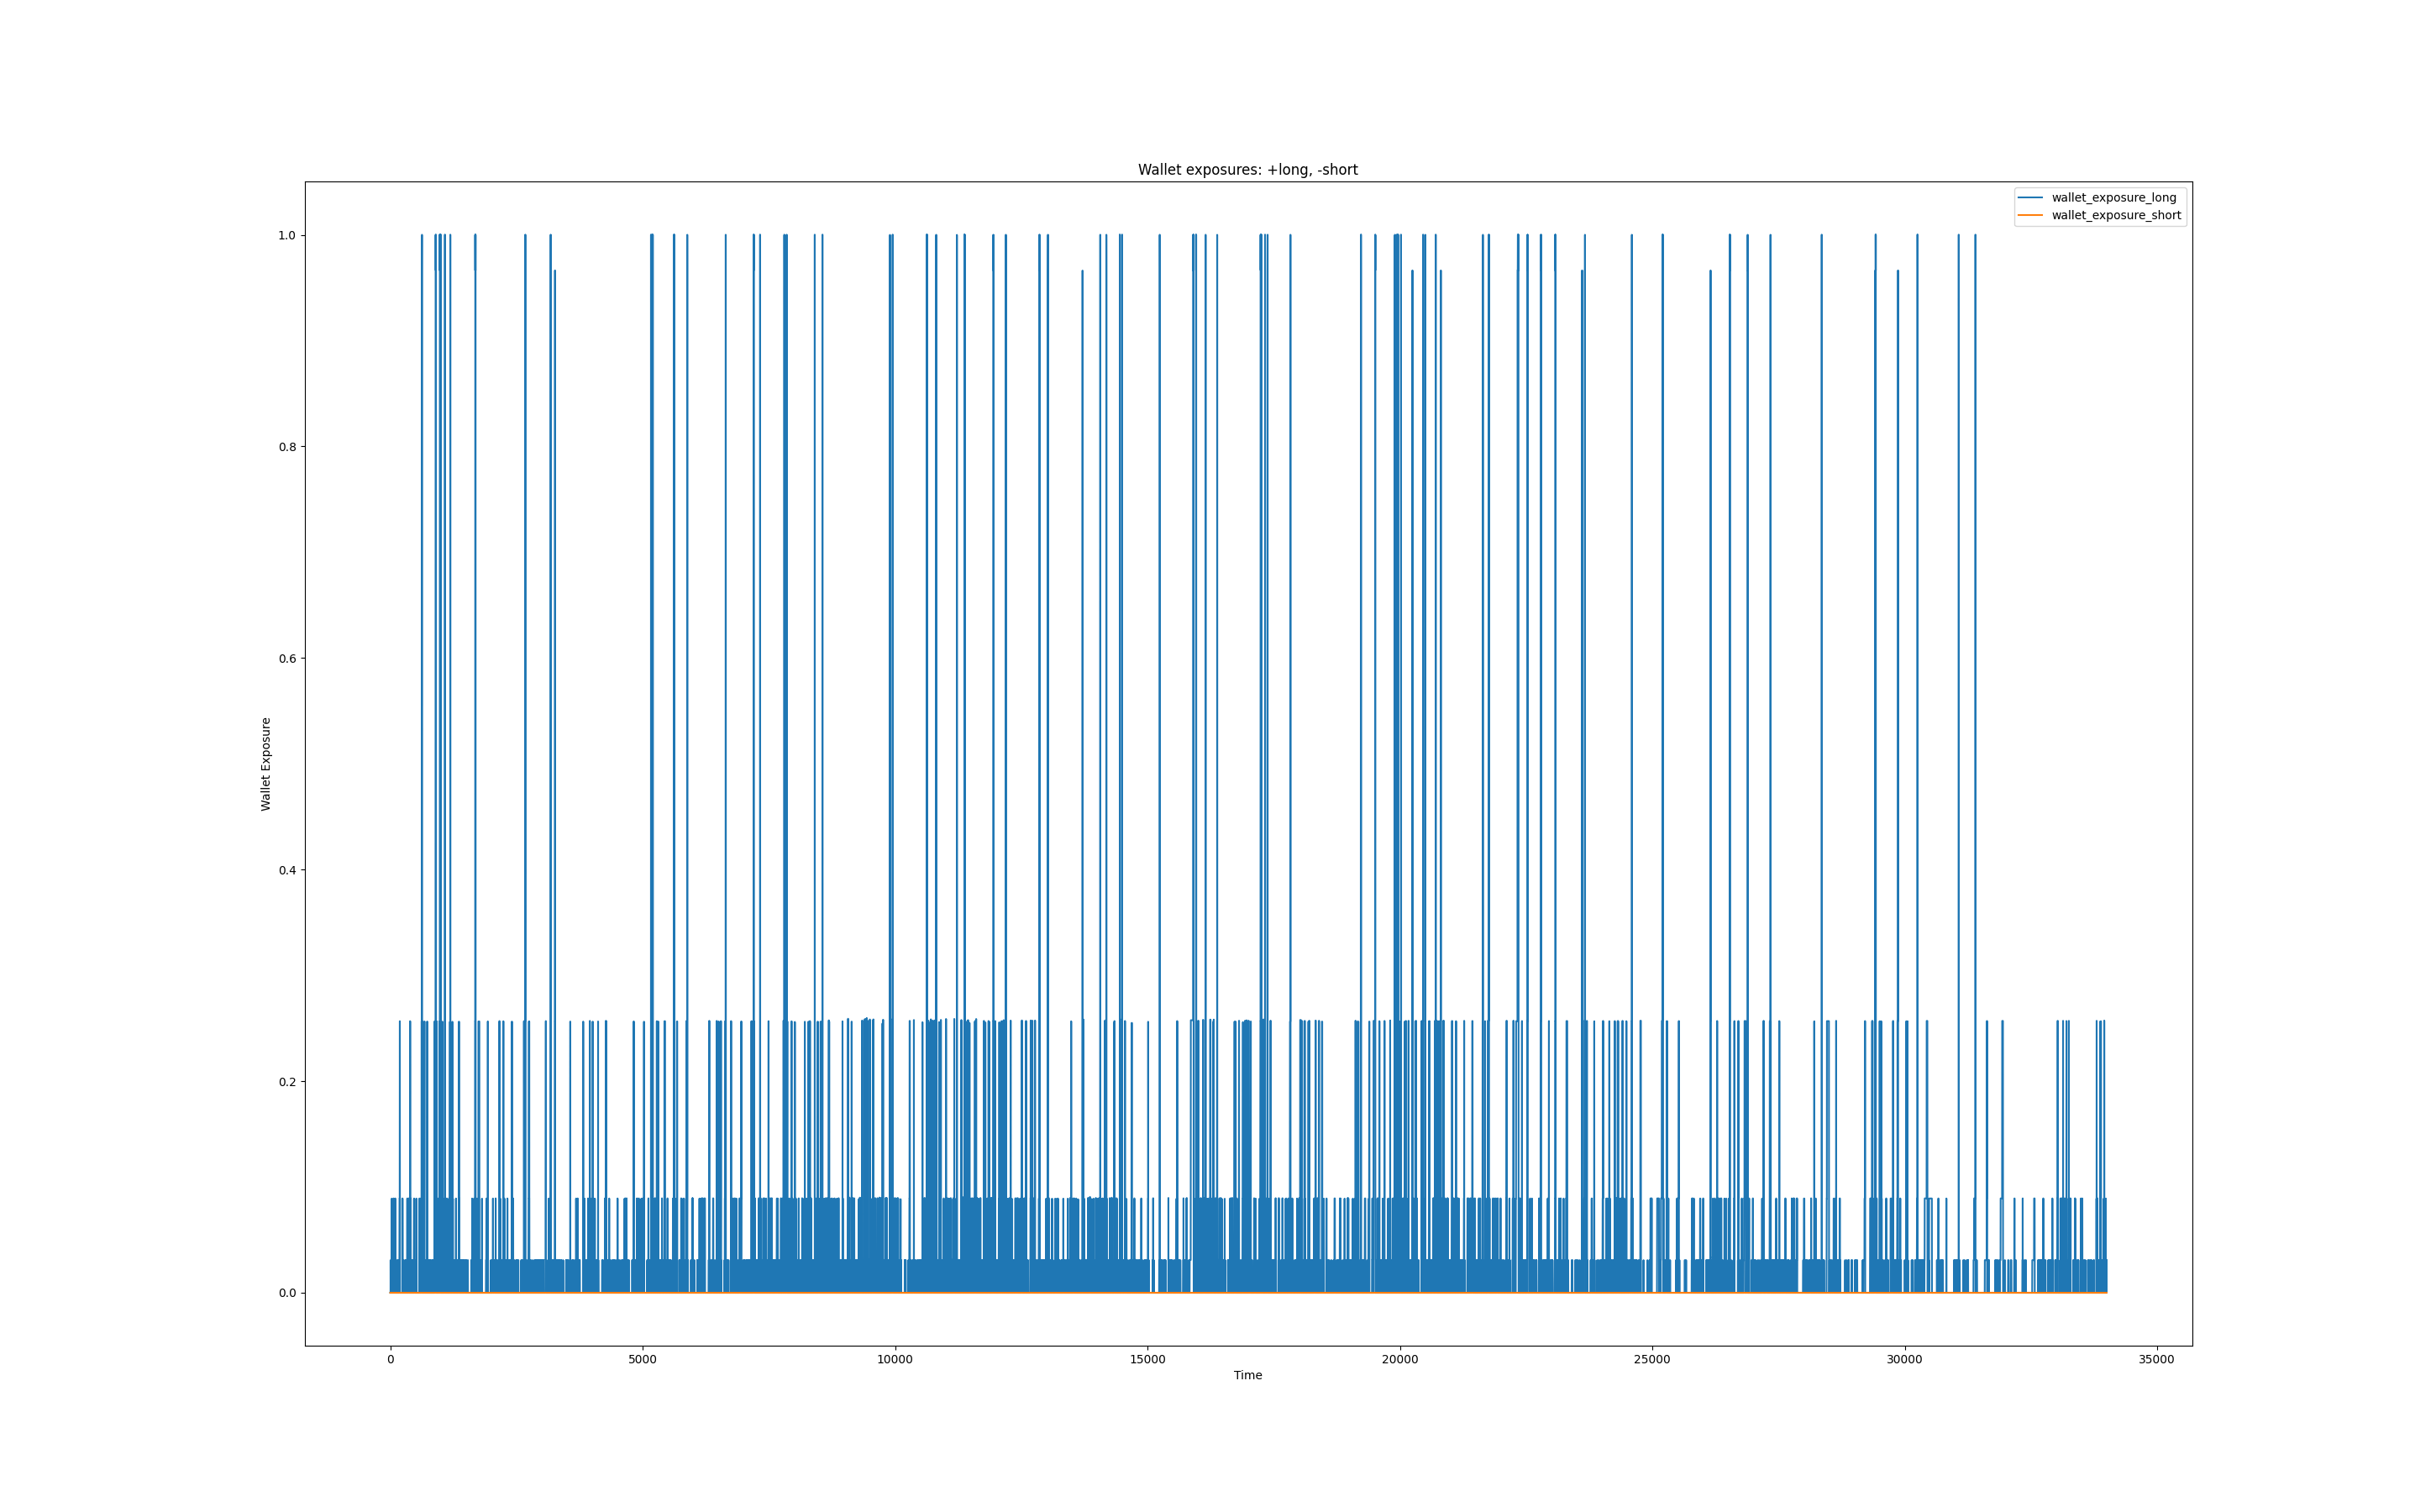 Wallet exposures: +long, -short
wallet_exposure_long
wallet_exposure_short
1.0
0.8
0.6
0.4
0.2
0.0
Wallet Exposure
0 5000 10000 15000 20000 25000 30000 35000
Time